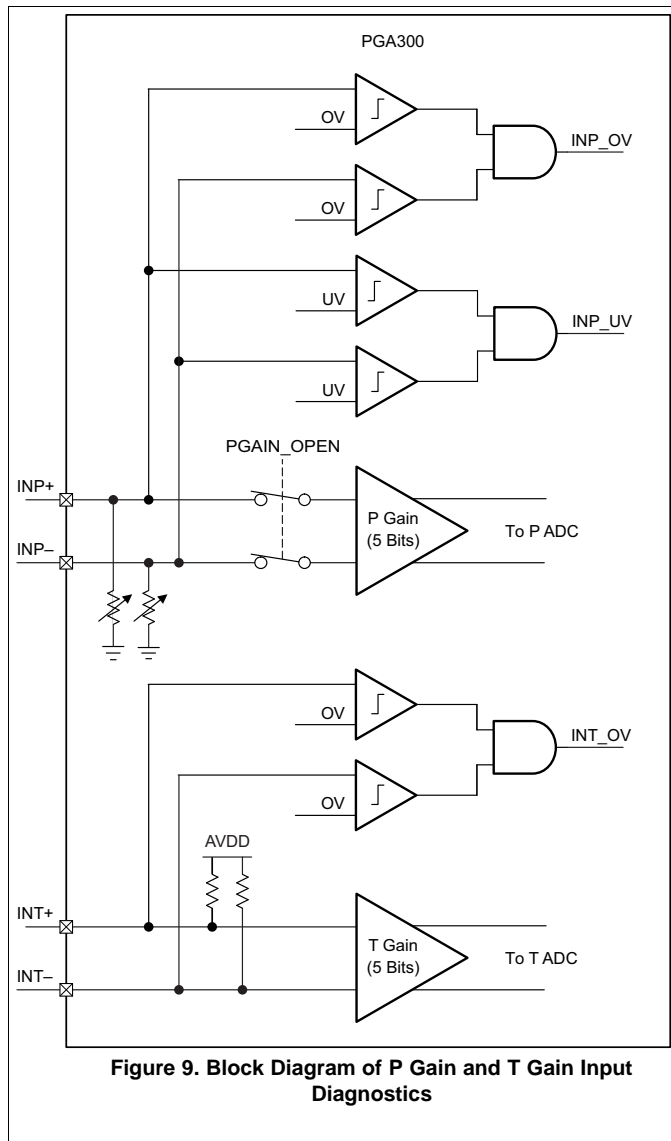 PGA300
OV
INP_OV
OV
UV
INP_UV
UV
PGAIN_OPEN
INP+
P Gain
(5 Bits)
To P ADC
INP–
OV
INT_OV
OV
AVDD
INT+
T Gain
(5 Bits)
To T ADC
INT–
Figure 9. Block Diagram of P Gain and T Gain Input
Diagnostics